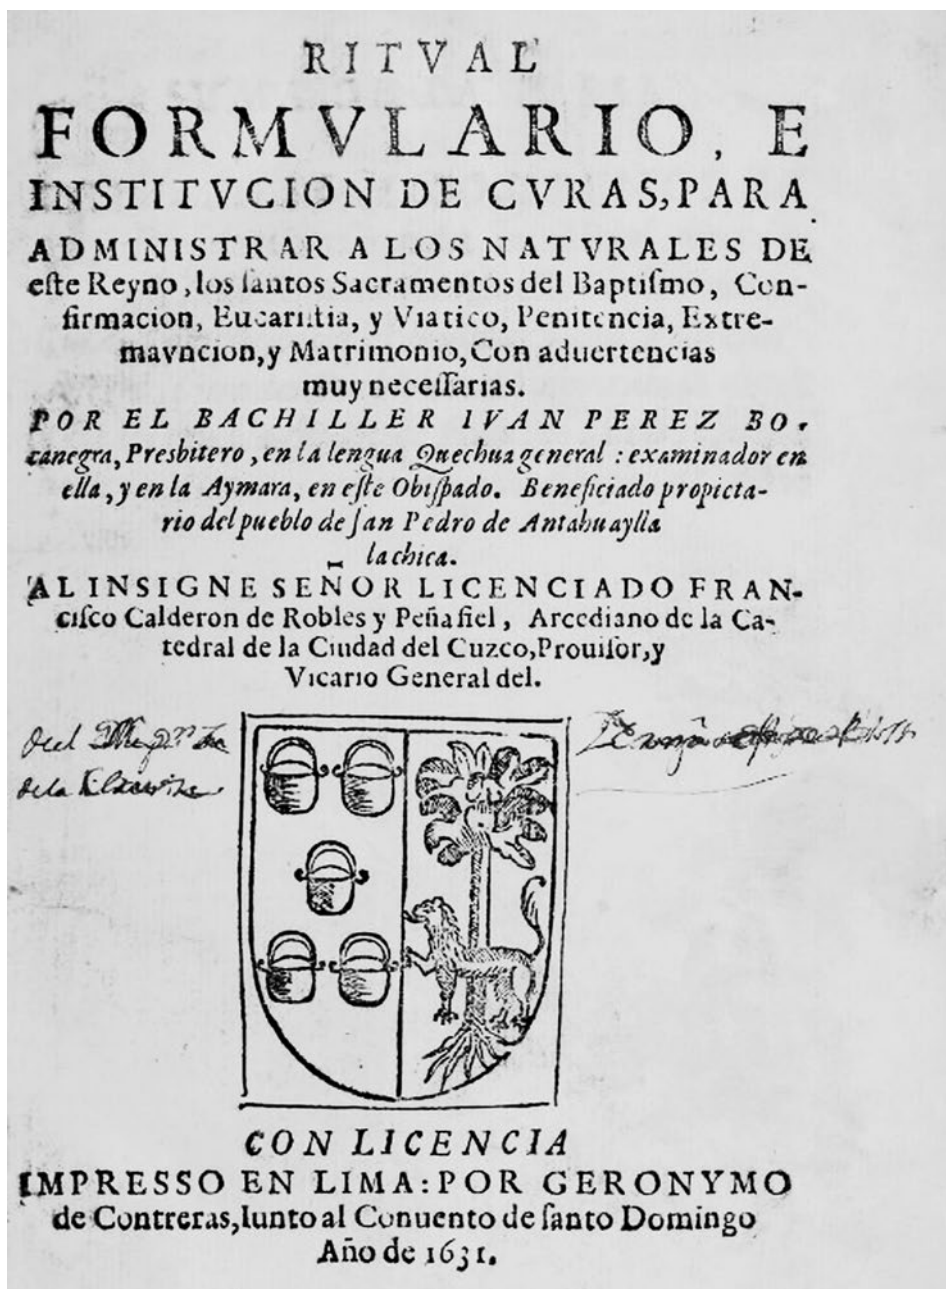 RITVAL
FORMVLARIO, E
INSTITVCION DE CVRAS, PARA
ADMINISTRAR A LOS NATVRALES DE
eſte Reyno, los ſantos Sacramentos del Baptiſmo, Con-
firmacion, Eucariſtia, y Viatico, Penitencia, Extre-
mavncion, y Matrimonio, Con aduertencias
muy neceſſarias.
POR EL BACHILLER IVAN PEREZ BO-
canegra, Presbitero, en la lengua Quechua general: examinador en
ella, y en la Aymara, en eſte Obiſpado. Beneficiado propieta-
rio del pueblo de ſan Pedro de Antahuaylla
la chica.
AL INSIGNE SEÑOR LICENCIADO FRAN-
ciſco Calderon de Robles y Peñafiel, Arcediano de la Ca-
tedral de la Ciudad del Cuzco, Prouiſor, y
Vicario General del.
de la
CON LICENCIA
IMPRESSO EN LIMA: POR GERONYMO
de Contreras, Iunto al Conuento de ſanto Domingo
Año de 1631.